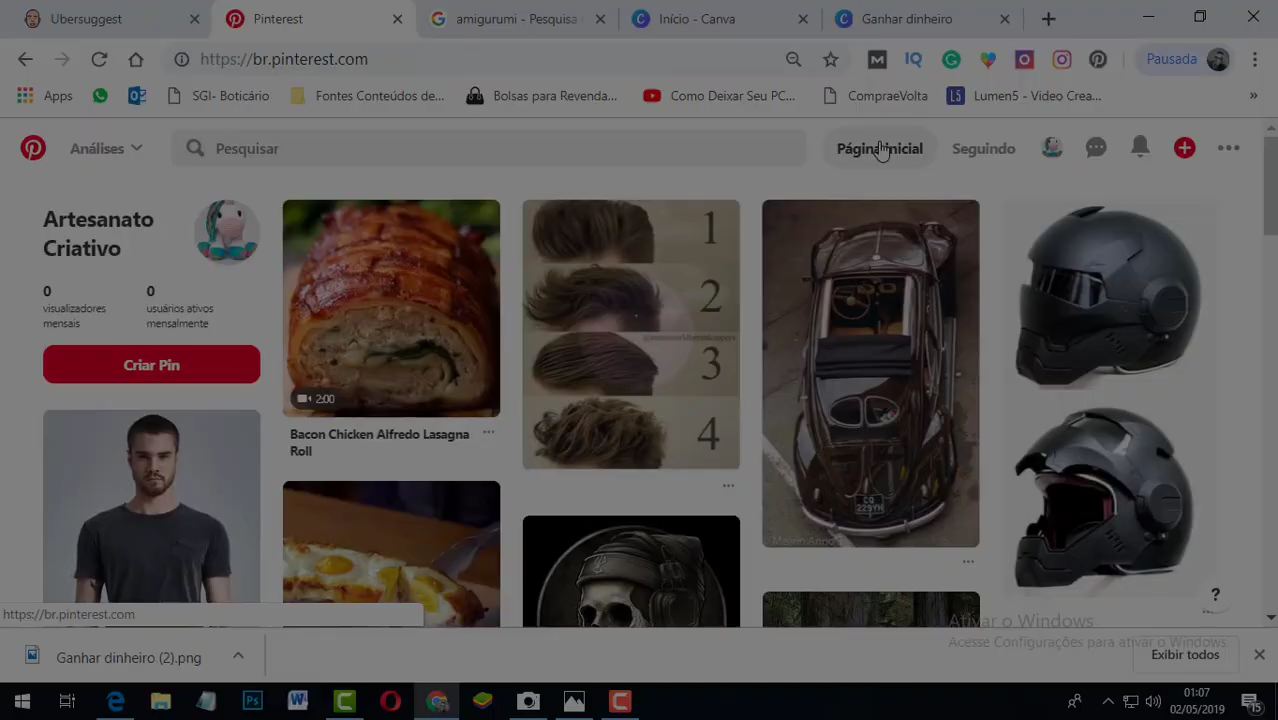 Ubersuggest
Pinterest
amigurumi - Pesquisa
Início - Canva
Ganhar dinheiro
https://br.pinterest.com
Pausada
Apps
SGI- Boticário
Fontes Conteúdos de...
Bolsas para Revenda...
Como Deixar Seu PC...
CompraeVolta
Lumen5 - Video Crea...
Análises
Pesquisar
Página inicial
Seguindo
Artesanato
Criativo
0
visualizadores
mensais
0
usuários ativos
mensalmente
Criar Pin
2:00
Bacon Chicken Alfredo Lasagna
Roll
1
2
3
4
https://br.pinterest.com
Ativar o Windows
Acesse Configurações para ativar o Windows.
Ganhar dinheiro (2).png
Exibir todos
01:07
02/05/2019
15